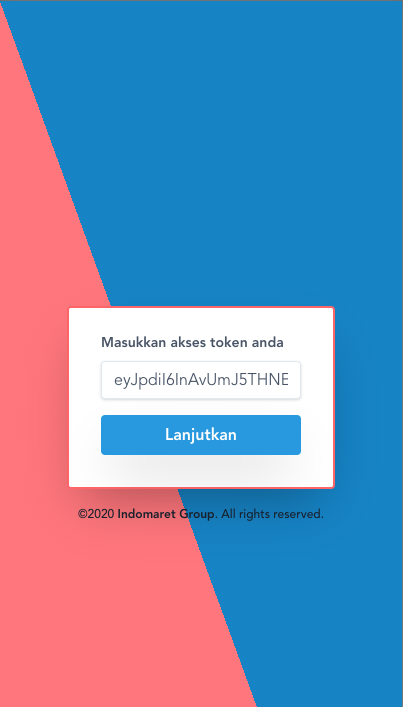 Masukkan akses token anda
eyJpdiI6InAvUmJ5THNE
Lanjutkan
©2020 Indomaret Group. All rights reserved.